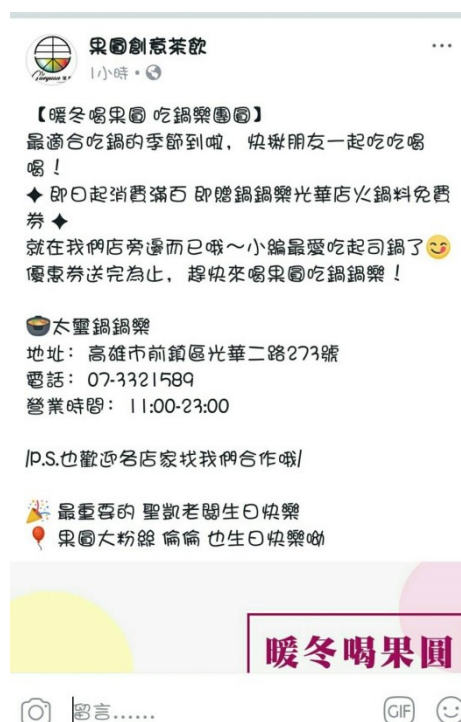 果圓創意茶飲
1小時
【暖冬喝果圓 吃鍋樂團圓】
最適合吃鍋的季節到啦，快揪朋友一起吃吃喝
喝！
✦ 即日起消費滿百 即贈鍋鍋樂光華店火鍋料免費
券 ✦
就在我們店旁邊而已哦～小編最愛吃起司鍋了😋
優惠券送完為止，趕快來喝果圓吃鍋鍋樂！
🍲太璽鍋鍋樂
地址：高雄市前鎮區光華二路273號
電話：07-3321589
營業時間：11:00-23:00
/P.S.也歡迎各店家找我們合作哦/
🎉 最重要的 聖凱老闆生日快樂
🎈 果圓大粉絲 倫倫 也生日快樂呦
暖冬喝果圓
留言......
GIF